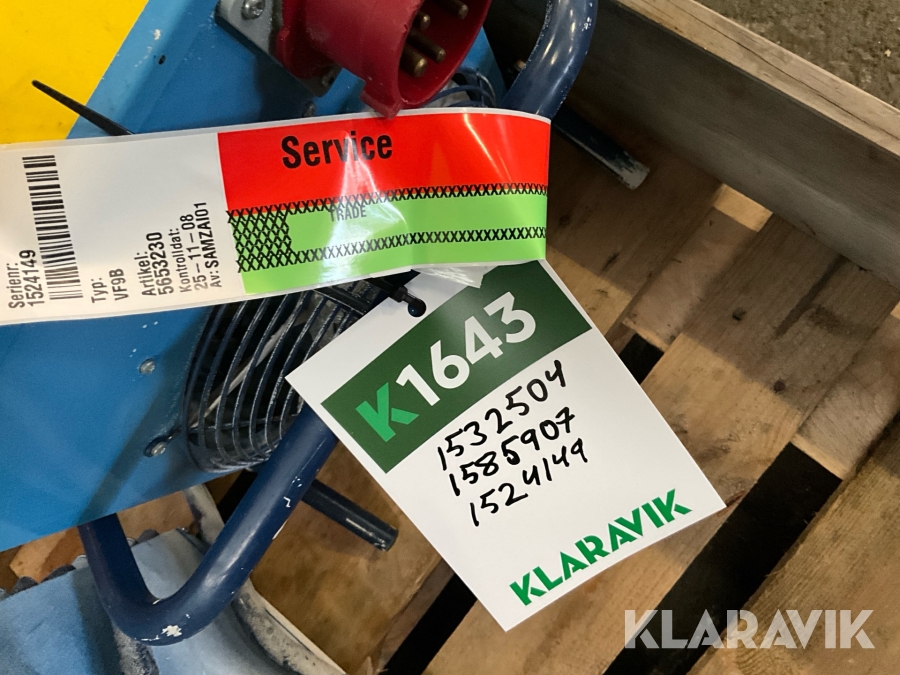 Service
TRADE
Serienr:
1524149
Typ:
VF9B
Artikel:
5653230
Kontrolldat:
25-11-08
Av: SAMZAI01
K1643
1532504
1585907
1524149
KLARAVIK
KLARAVIK